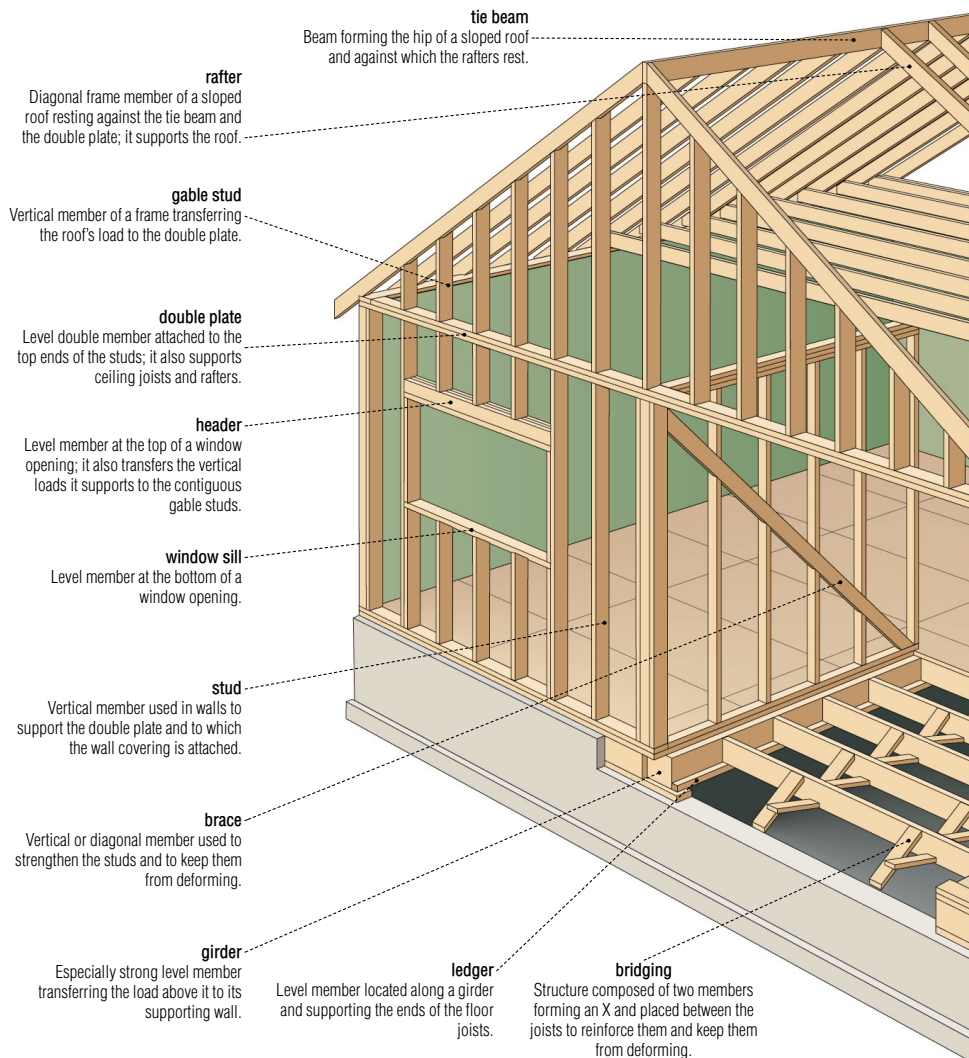 tie beam
Beam forming the hip of a sloped roof
and against which the rafters rest.
rafter
Diagonal frame member of a sloped
roof resting against the tie beam and
the double plate; it supports the roof.
gable stud
Vertical member of a frame transferring
the roof's load to the double plate.
double plate
Level double member attached to the
top ends of the studs; it also supports
ceiling joists and rafters.
header
Level member at the top of a window
opening; it also transfers the vertical
loads it supports to the contiguous
gable studs.
window sill
Level member at the bottom of a
window opening.
stud
Vertical member used in walls to
support the double plate and to which
the wall covering is attached.
brace
Vertical or diagonal member used to
strengthen the studs and to keep them
from deforming.
girder
Especially strong level member
transferring the load above it to its
supporting wall.
ledger
Level member located along a girder
and supporting the ends of the floor
joists.
bridging
Structure composed of two members
forming an X and placed between the
joists to reinforce them and keep them
from deforming.